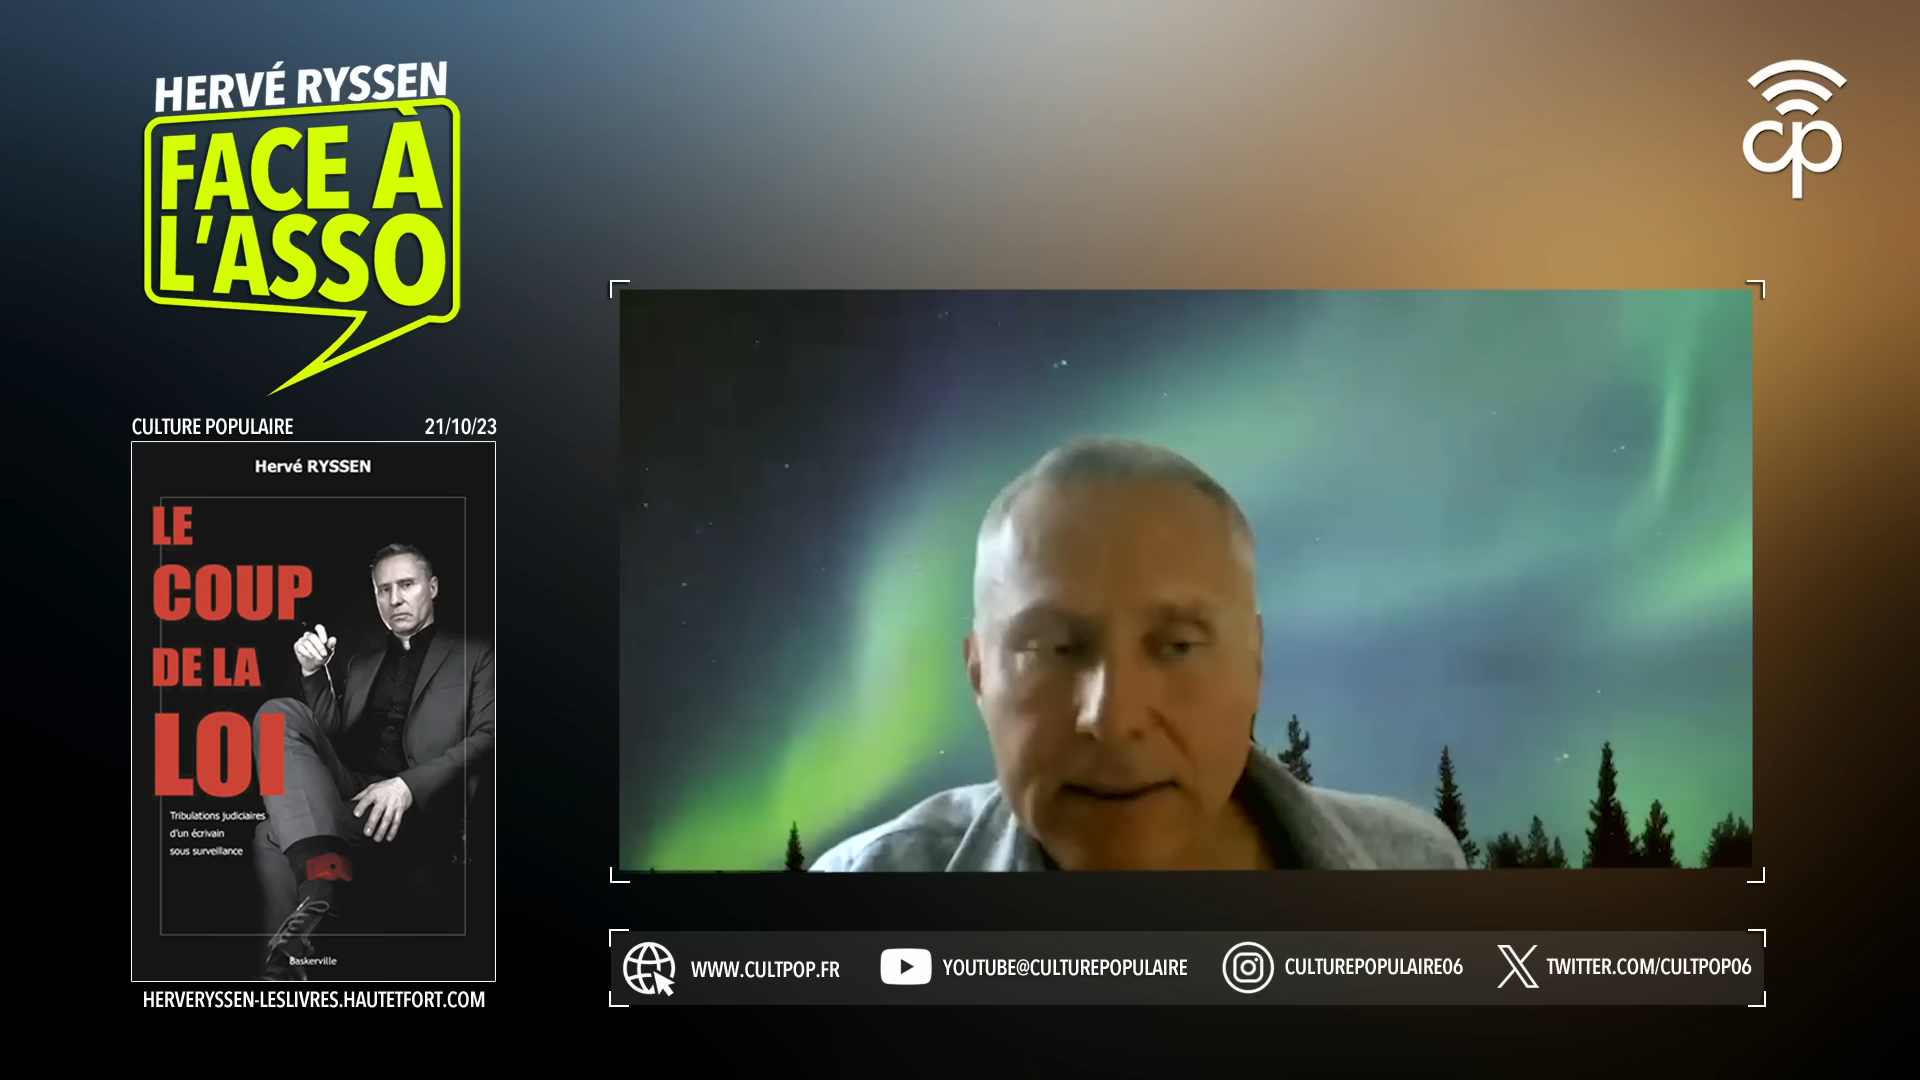 HERVÉ RYSSEN
FACE À
L'ASSO
CULTURE POPULAIRE 21/10/23
Hervé RYSSEN
LE
COUP
DE LA
LOI
Tribulations judiciaires
d'un écrivain
sous surveillance
Baskerville
HERVERYSSEN-LESLIVRES.HAUTETFORT.COM
cp
WWW.CULTPOP.FR YOUTUBE@CULTUREPOPULAIRE CULTUREPOPULAIRE06 TWITTER.COM/CULTPOP06